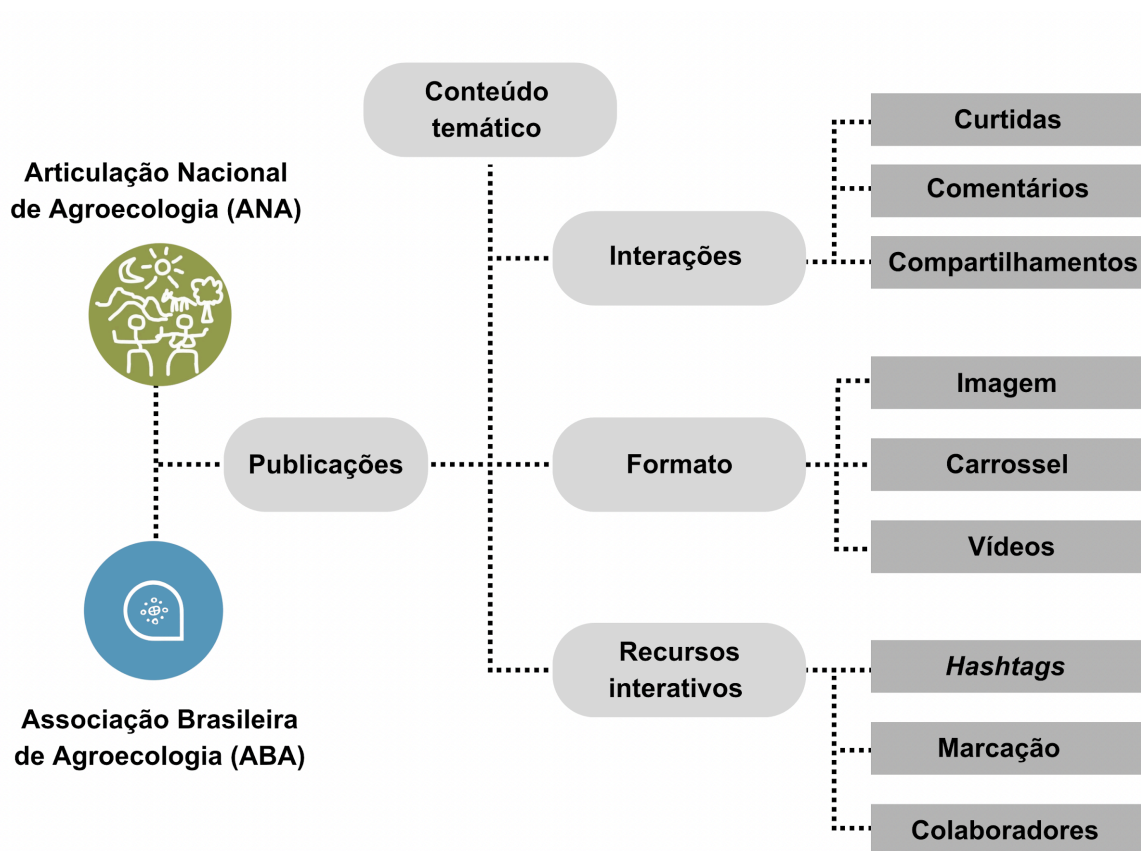 Articulação Nacional
de Agroecologia (ANA)
Associação Brasileira
de Agroecologia (ABA)
Publicações
Conteúdo
temático
Interações
Curtidas
Comentários
Compartilhamentos
Formato
Imagem
Carrossel
Vídeos
Recursos
interativos
Hashtags
Marcação
Colaboradores